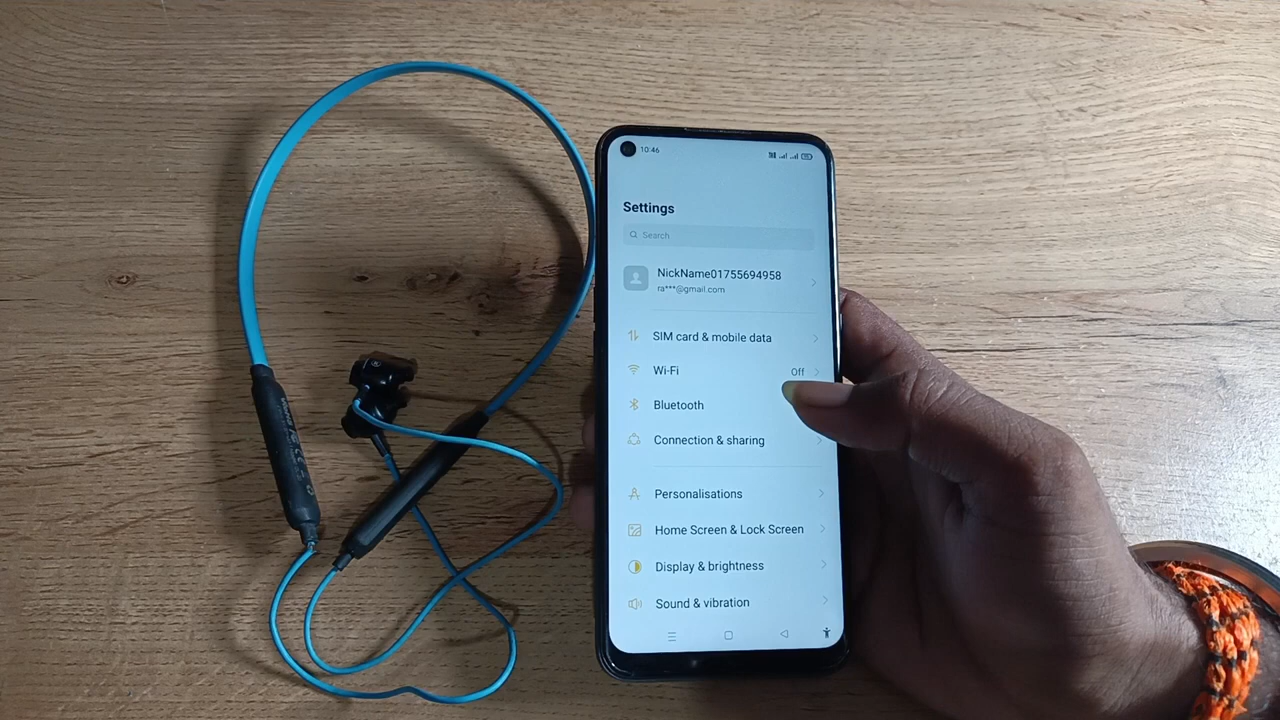 10:46
Settings
Search
NickName01755694958
ra***@gmail.com
SIM card & mobile data
Wi-Fi Off
Bluetooth
Connection & sharing
Personalisations
Home Screen & Lock Screen
Display & brightness
Sound & vibration